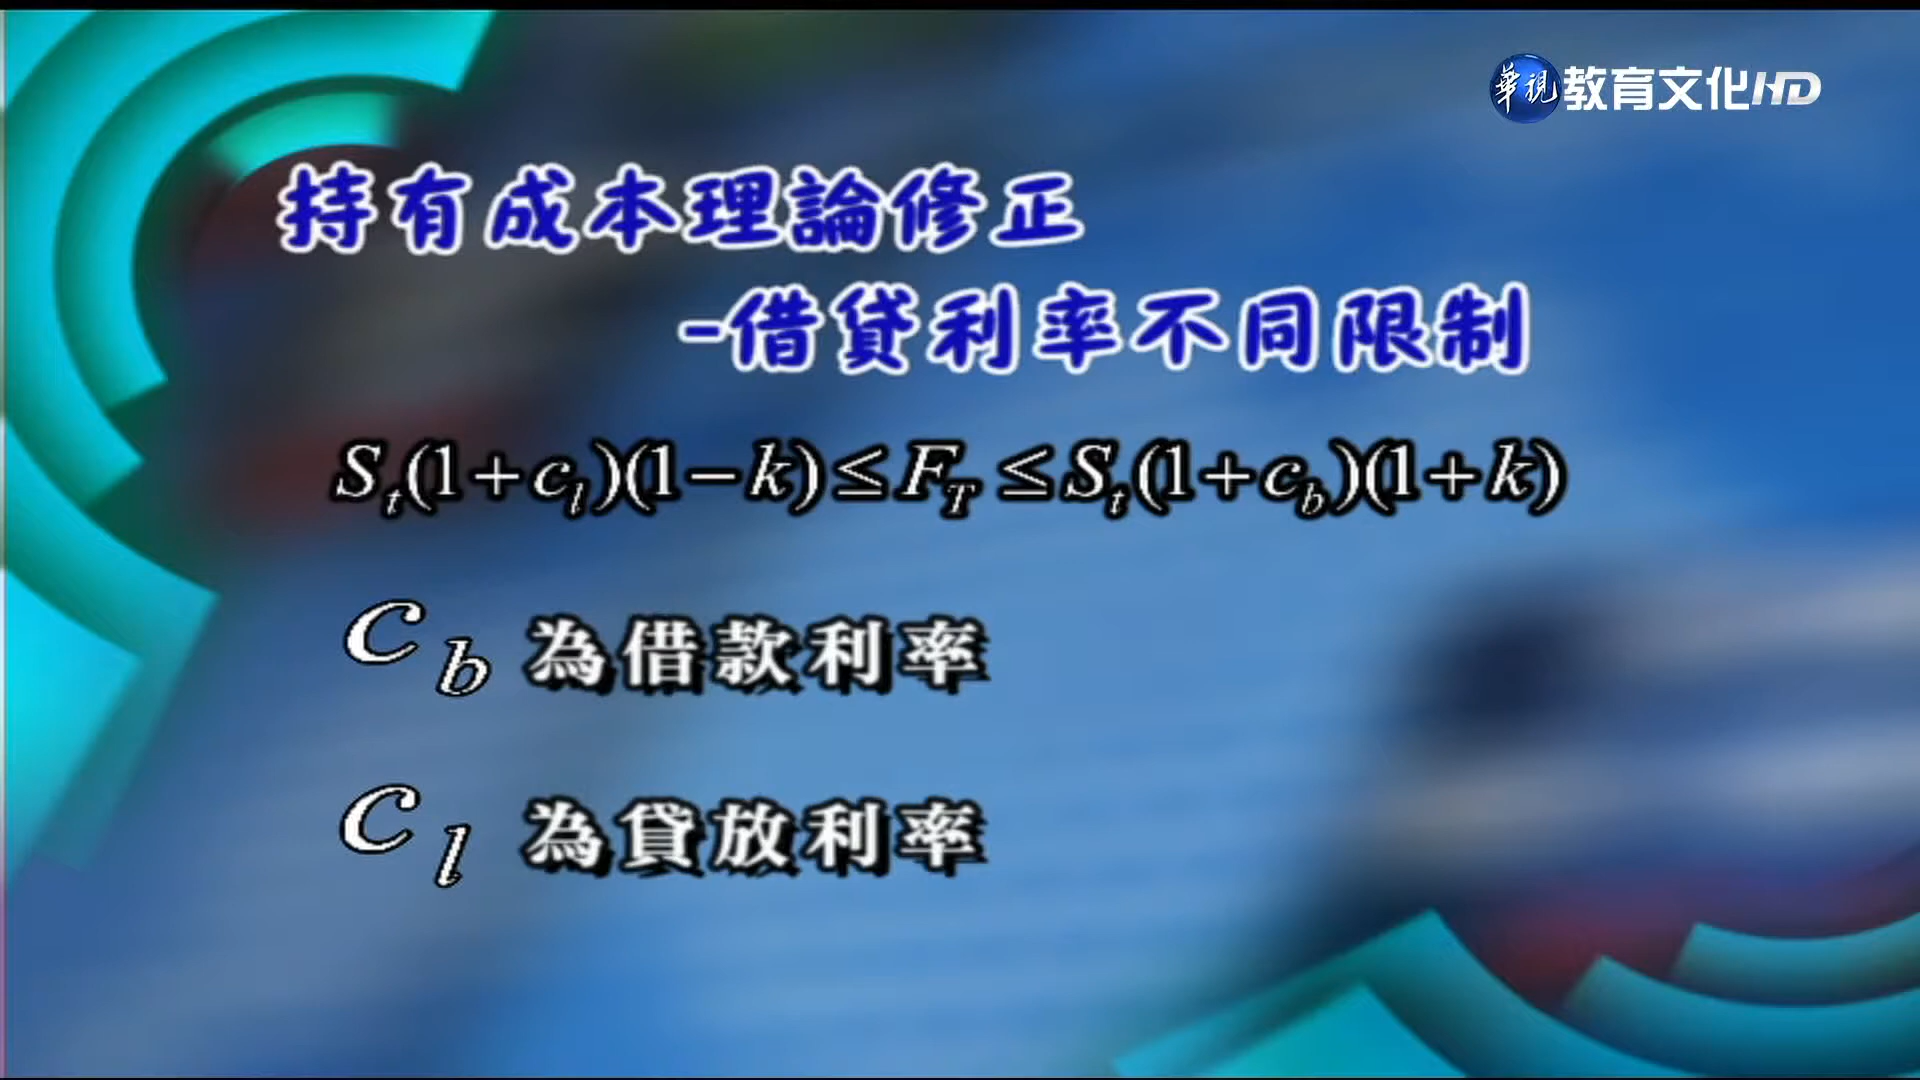 華視 教育文化HD
持有成本理論修正
-借貸利率不同限制
S_t(1+c_l)(1-k)≤F_T≤S_t(1+c_b)(1+k)
c_b 為借款利率
c_l 為貸放利率